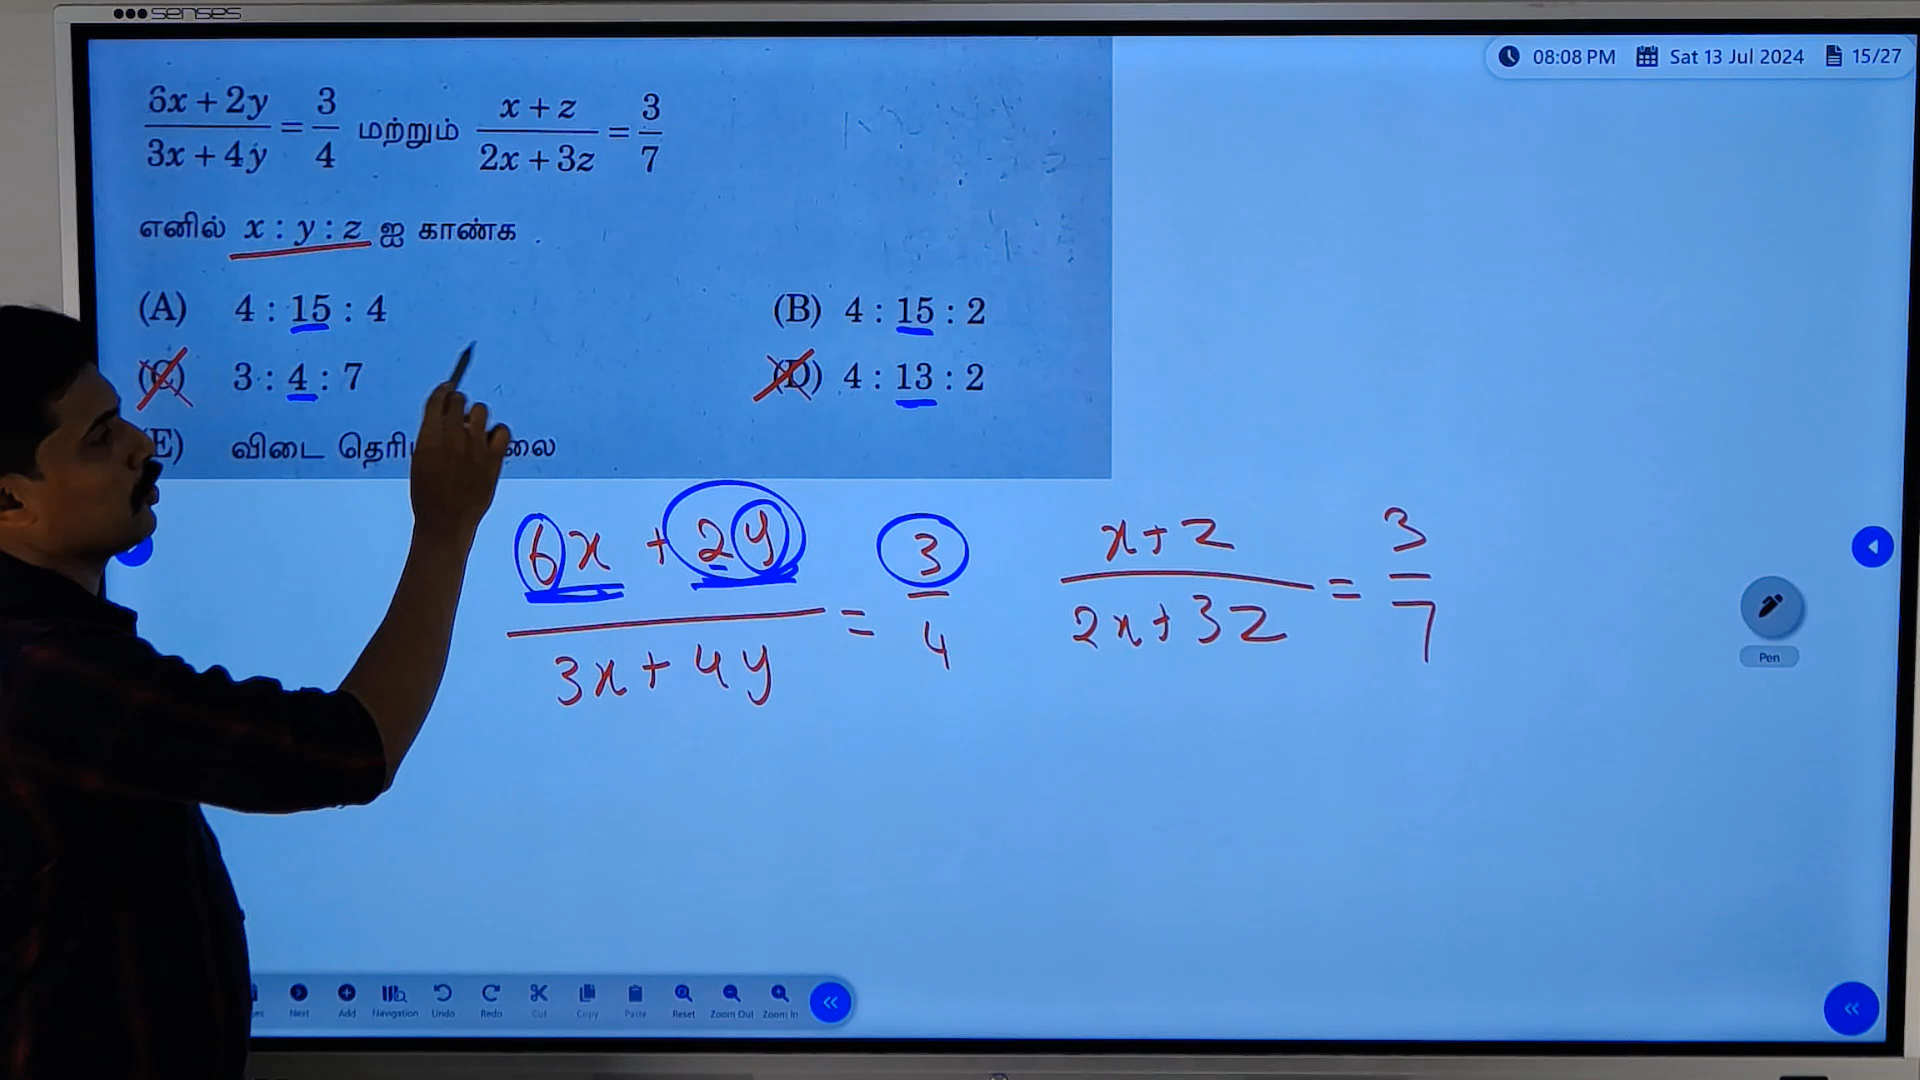 senses
08:08 PM Sat 13 Jul 2024 15/27
6x + 2y / 3x + 4y = 3 / 4 மற்றும் x + z / 2x + 3z = 3 / 7
எனில் x : y : z ஐ காண்க .
(A) 4 : 15 : 4 (B) 4 : 15 : 2
(C) 3 : 4 : 7 (D) 4 : 13 : 2
E) விடை
6x + 2y / 3x + 4y = 3 / 4 x + z / 2x + 3z = 3 / 7
Pen
Next Add Navigation Undo Redo Cut Copy Paste Reset Zoom Out Zoom In